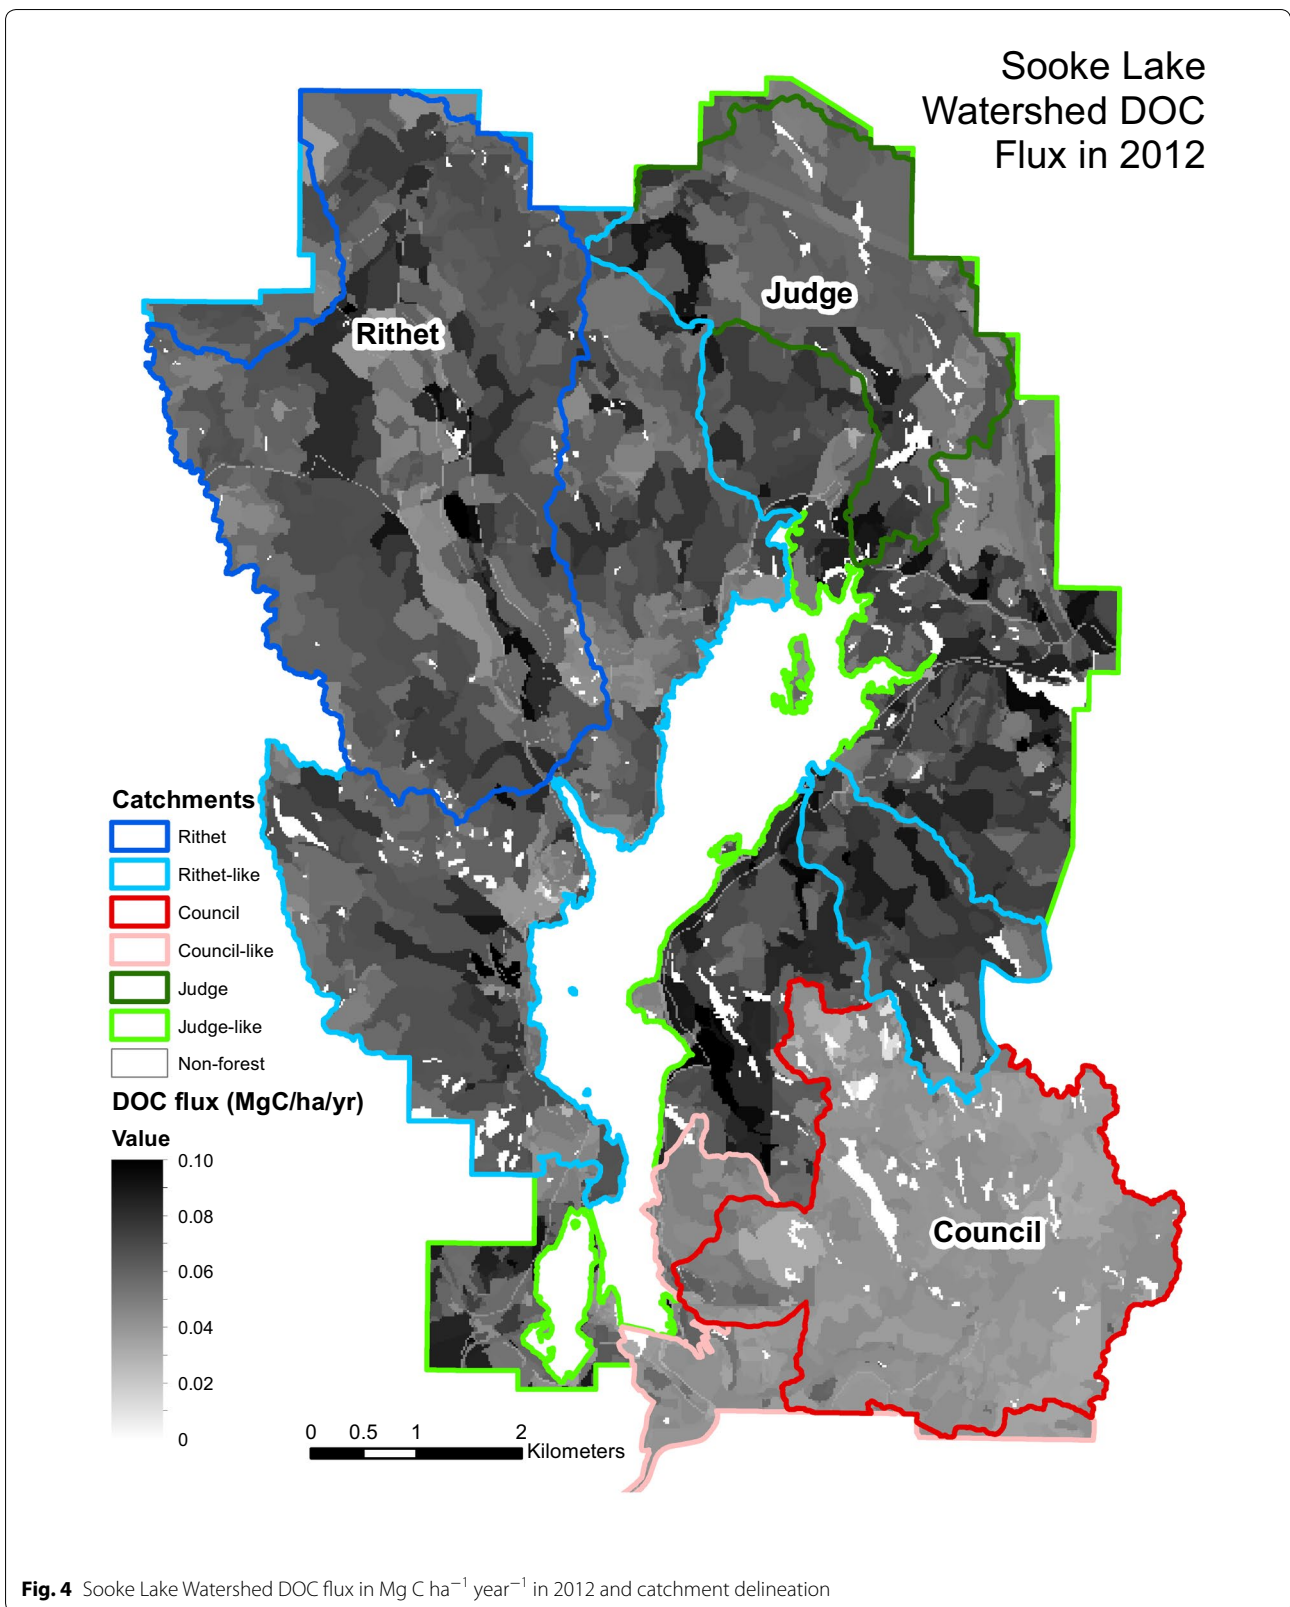 Sooke Lake
Watershed DOC
Flux in 2012
Judge
Rithet
Council
Catchments
Rithet
Rithet-like
Council
Council-like
Judge
Judge-like
Non-forest
DOC flux (MgC/ha/yr)
Value
0.10
0.08
0.06
0.04
0.02
0
0 0.5 1 2
Kilometers
Fig. 4 Sooke Lake Watershed DOC flux in Mg C ha⁻¹ year⁻¹ in 2012 and catchment delineation